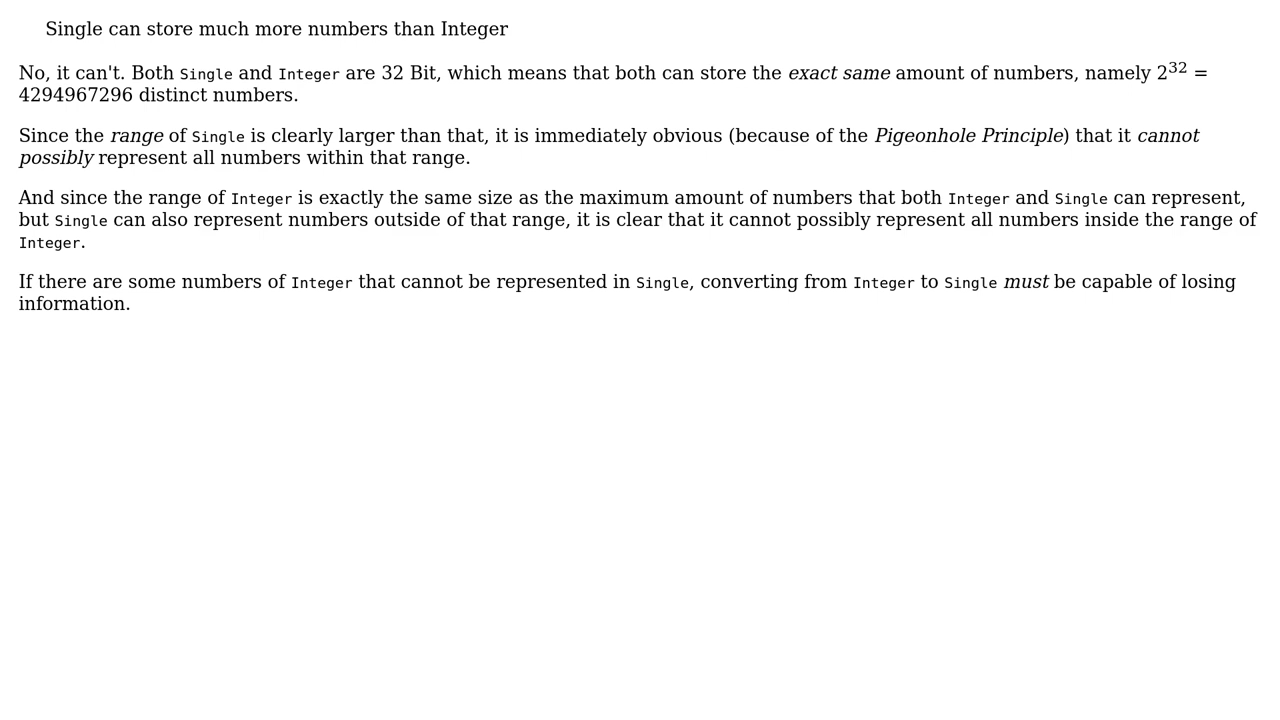 Single can store much more numbers than Integer
No, it can't. Both Single and Integer are 32 Bit, which means that both can store the exact same amount of numbers, namely 2^32 =
4294967296 distinct numbers.
Since the range of Single is clearly larger than that, it is immediately obvious (because of the Pigeonhole Principle) that it cannot
possibly represent all numbers within that range.
And since the range of Integer is exactly the same size as the maximum amount of numbers that both Integer and Single can represent,
but Single can also represent numbers outside of that range, it is clear that it cannot possibly represent all numbers inside the range of
Integer.
If there are some numbers of Integer that cannot be represented in Single, converting from Integer to Single must be capable of losing
information.